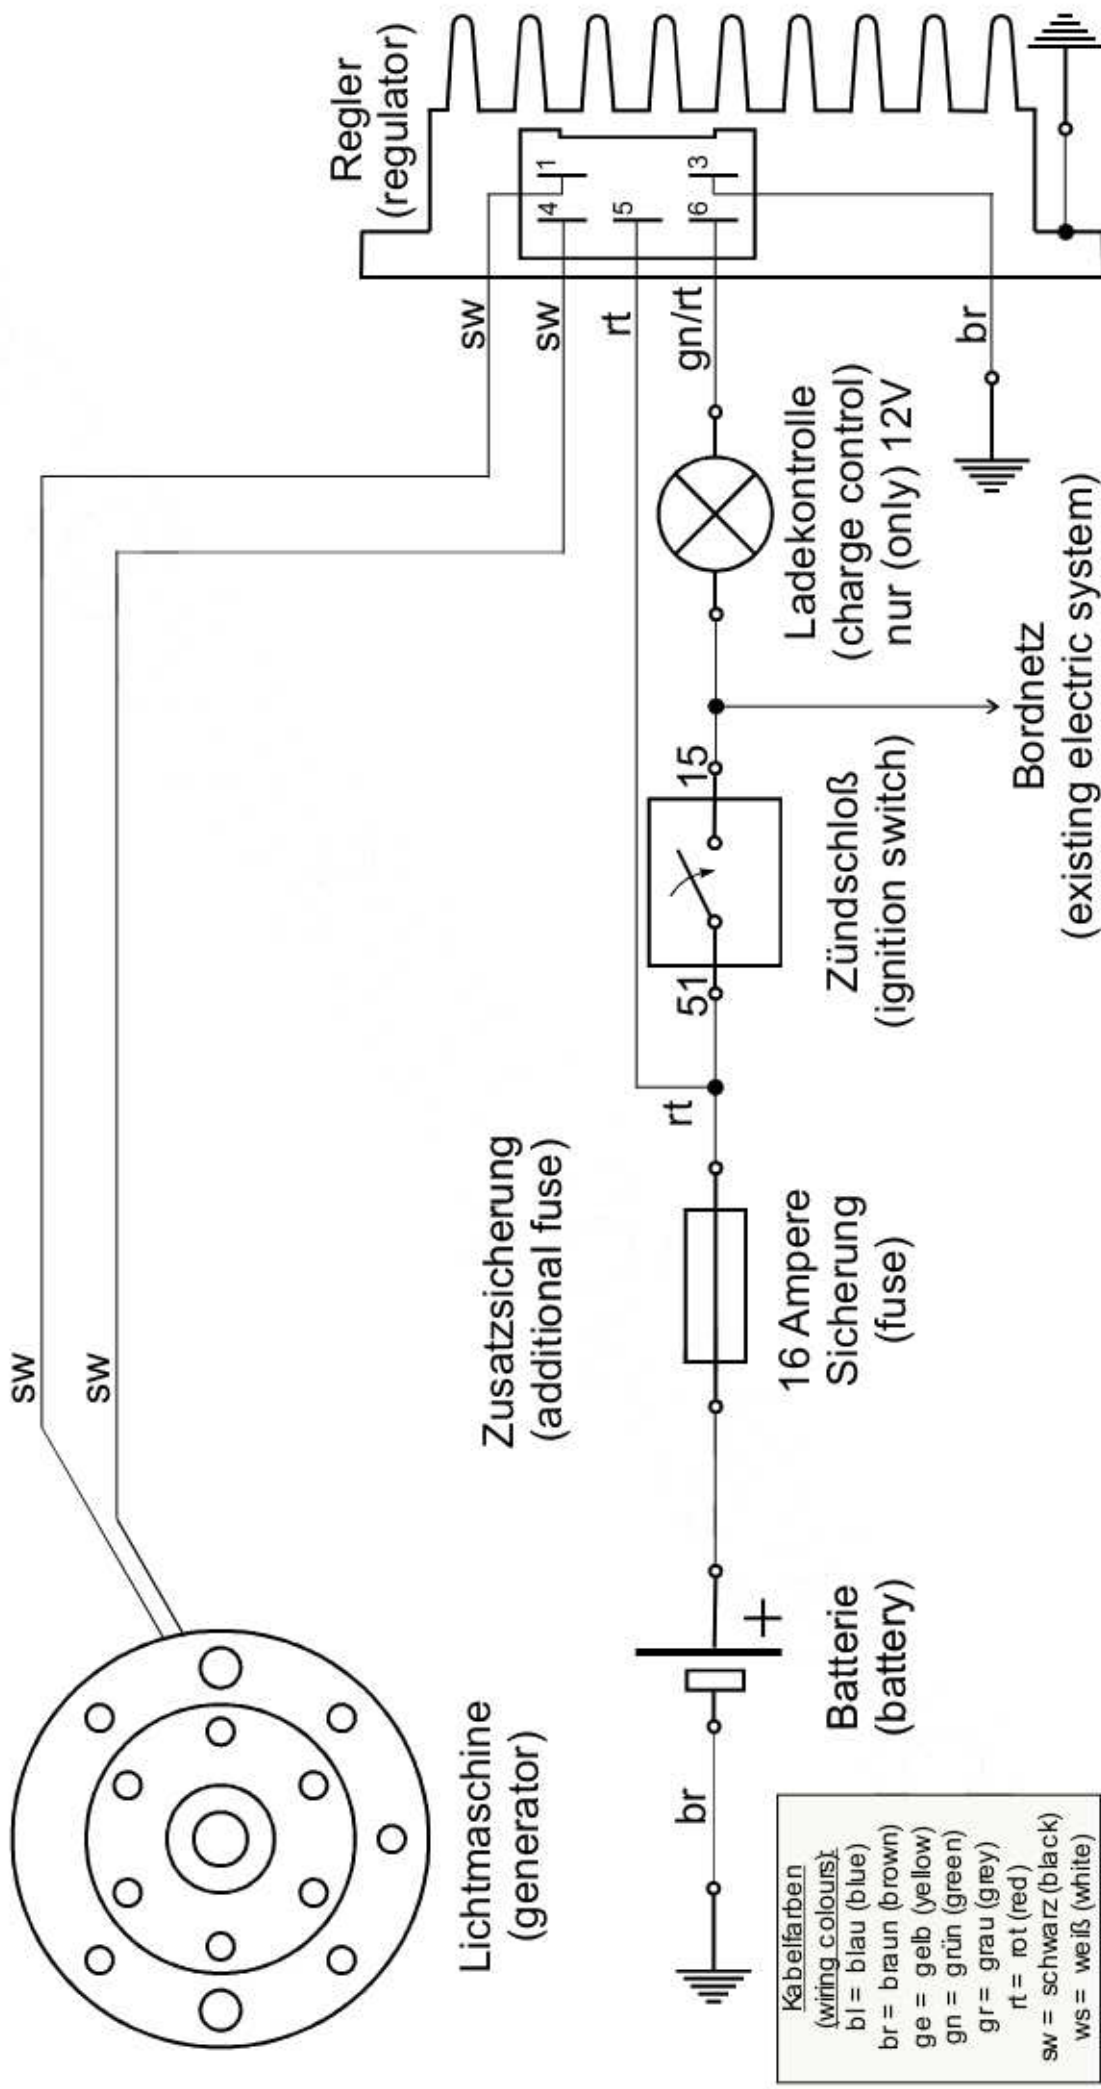 Regler
(regulator)
1
4
5
3
6
sw
sw
rt
gn/rt
br
sw
sw
Ladekontrolle
(charge control)
nur (only) 12V
Bordnetz
(existing electric system)
15
51
Zündschloß
(ignition switch)
rt
Zusatzsicherung
(additional fuse)
16 Ampere
Sicherung
(fuse)
+
Batterie
(battery)
br
Lichtmaschine
(generator)
Kabelfarben
(wiring colours):
bl = blau (blue)
br = braun (brown)
ge = gelb (yellow)
gn = grün (green)
gr = grau (grey)
rt = rot (red)
sw = schwarz (black)
ws = weiß (white)